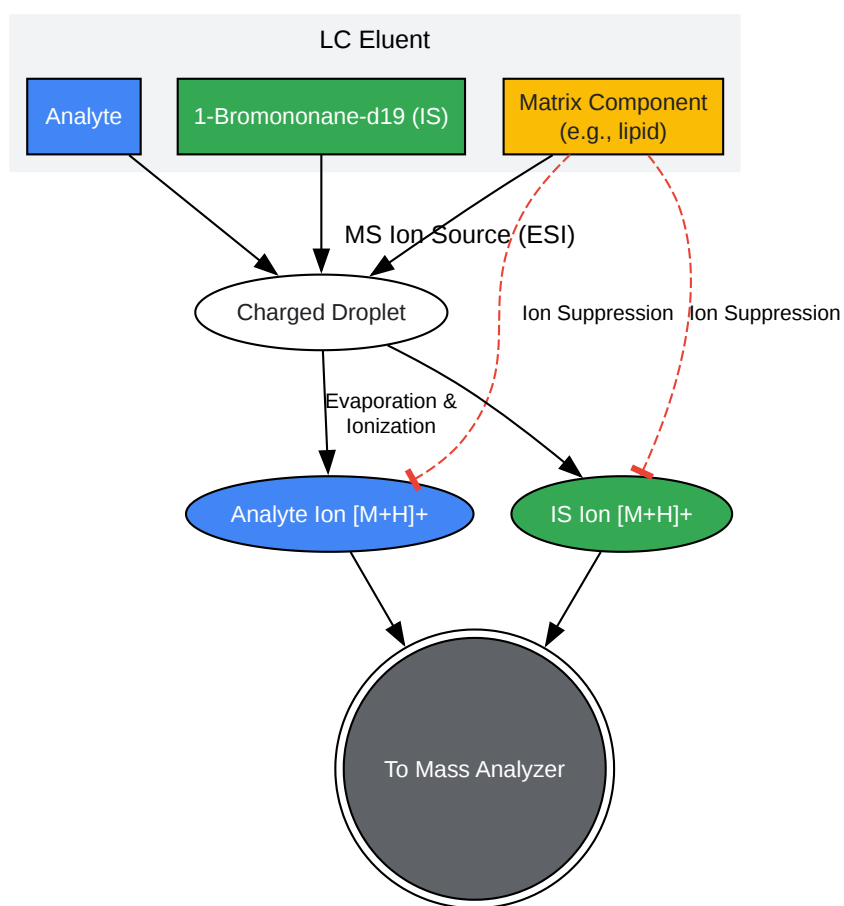 LC Eluent
Analyte
1-Bromononane-d19 (IS)
Matrix Component
(e.g., lipid)
MS Ion Source (ESI)
Charged Droplet
Ion Suppression
Ion Suppression
Evaporation &
Ionization
Analyte Ion [M+H]+
IS Ion [M+H]+
To Mass Analyzer